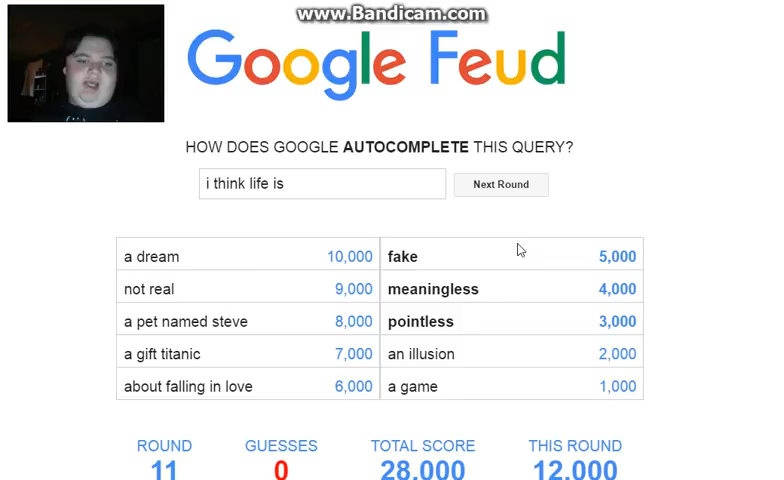 www.Bandicam.com
Google Feud
HOW DOES GOOGLE AUTOCOMPLETE THIS QUERY?
i think life is
Next Round
a dream 10,000
not real 9,000
a pet named steve 8,000
a gift titanic 7,000
about falling in love 6,000
fake 5,000
meaningless 4,000
pointless 3,000
an illusion 2,000
a game 1,000
ROUND GUESSES TOTAL SCORE THIS ROUND
11 0 28,000 12,000